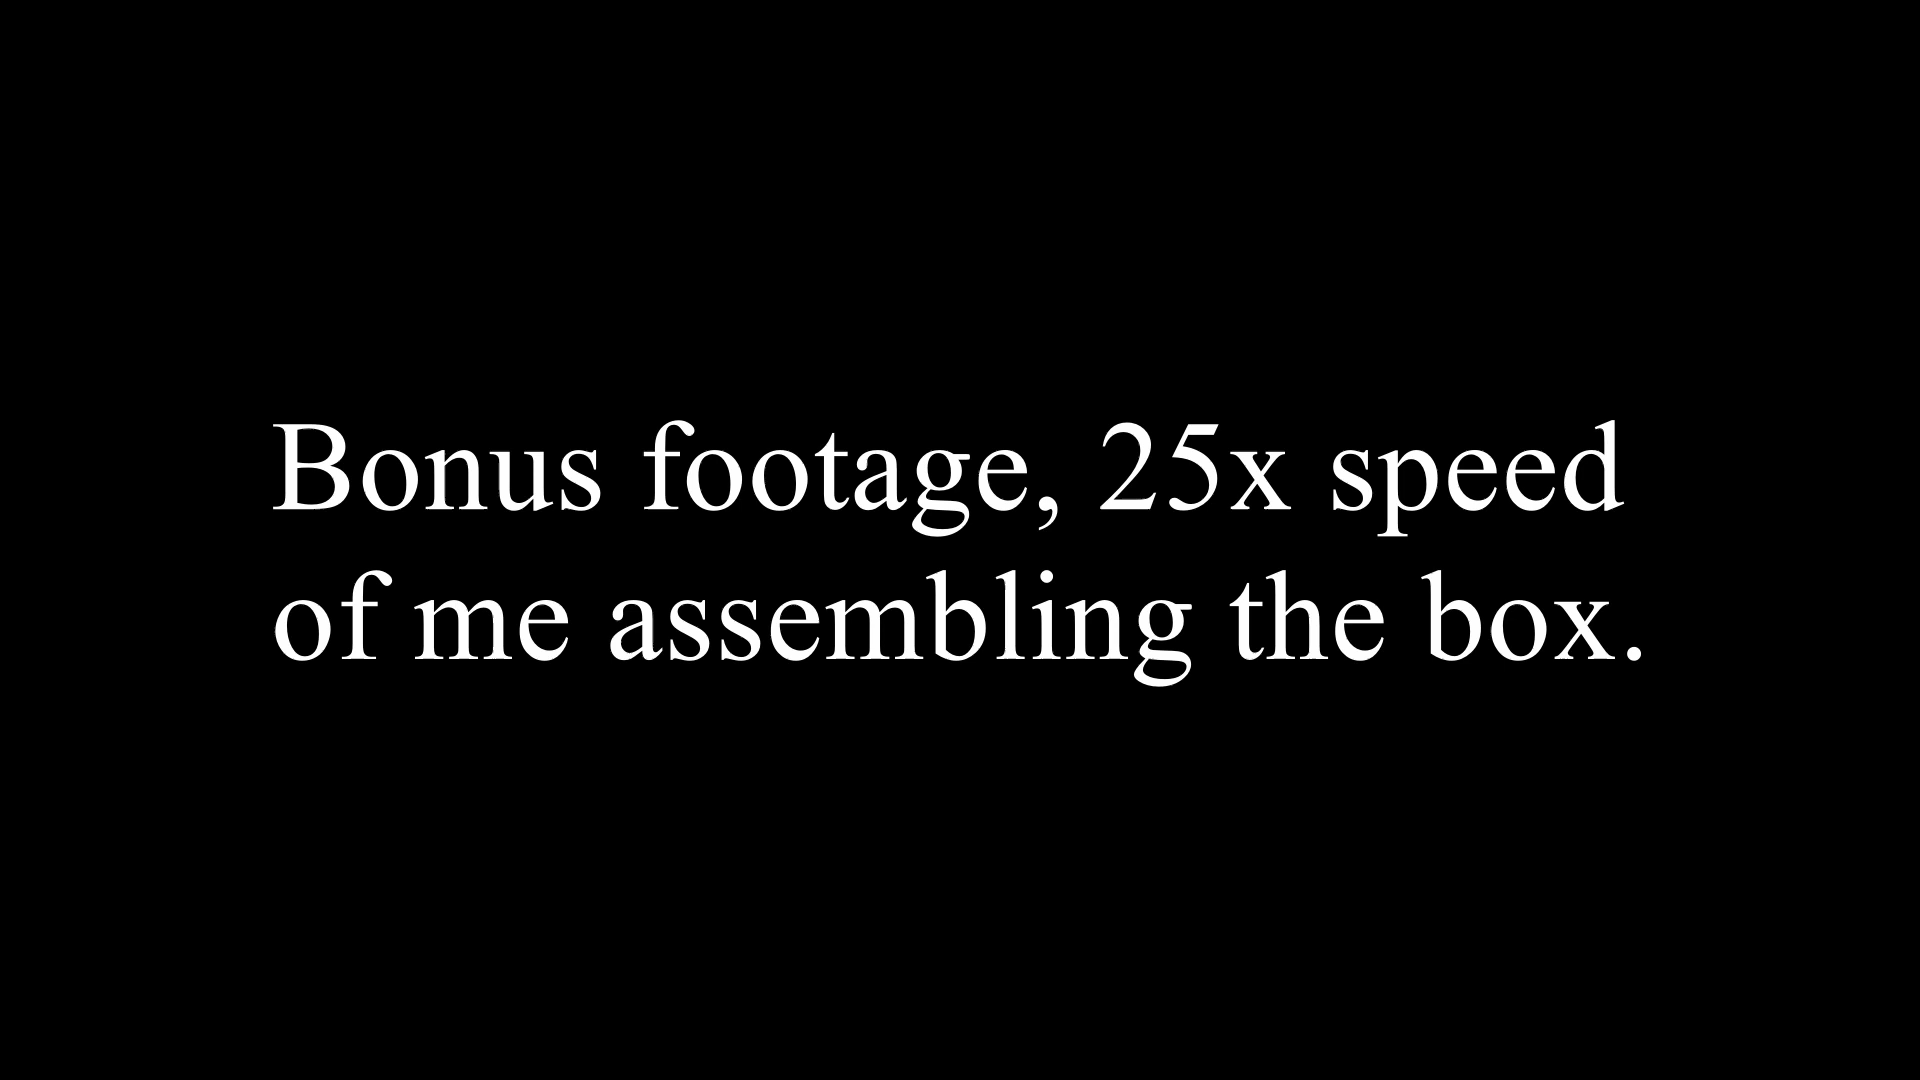 Bonus footage, 25x speed
of me assembling the box.